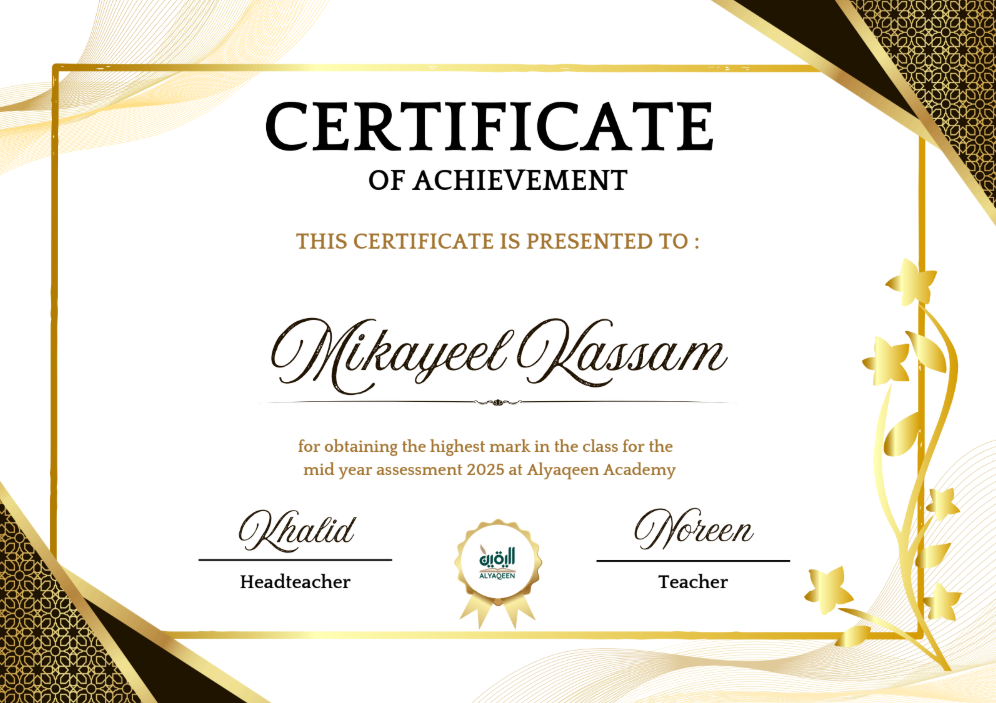 CERTIFICATE
OF ACHIEVEMENT
THIS CERTIFICATE IS PRESENTED TO :
Mikayeel Kassam
for obtaining the highest mark in the class for the
mid year assessment 2025 at Alyaqeen Academy
Khalid
Headteacher
اليقين
ALYAQEEN
Noreen
Teacher